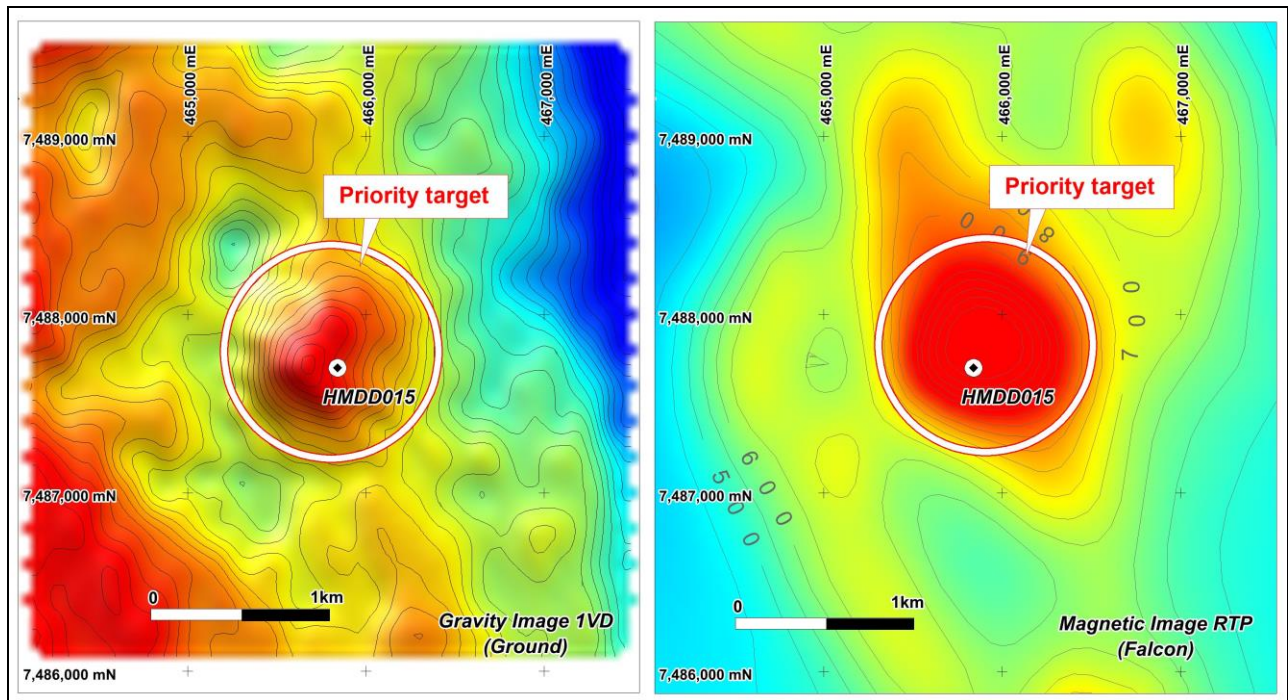 465,000 mE
466,000 mE
467,000 mE
7,489,000 mN
Priority target
7,488,000 mN
HMDD015
7,487,000 mN
0
1km
Gravity Image 1VD
(Ground)
7,486,000 mN
465,000 mE
466,000 mE
467,000 mE
7,489,000 mN
Priority target
7,488,000 mN
700
HMDD015
7,487,000 mN
600
500
0
1km
Magnetic Image RTP
(Falcon)
7,486,000 mN